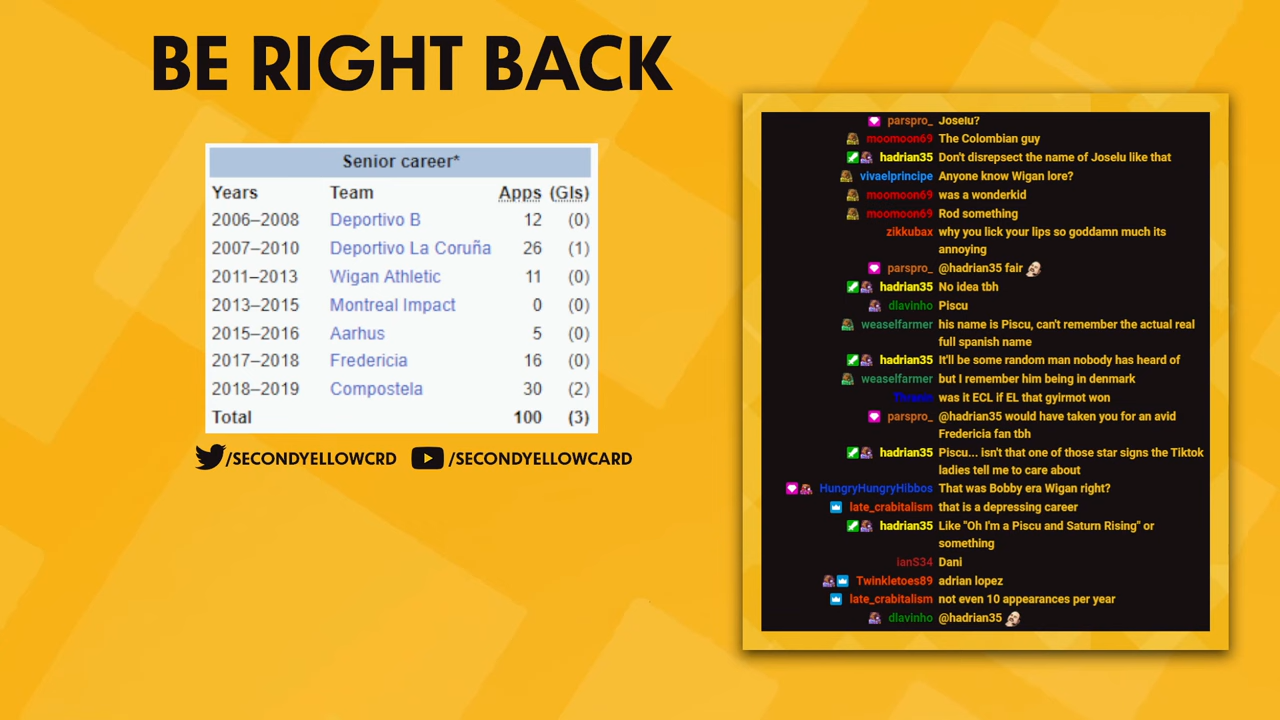 BE RIGHT BACK
Senior career*
Years Team Apps (Gls)
2006–2008 Deportivo B 12 (0)
2007–2010 Deportivo La Coruña 26 (1)
2011–2013 Wigan Athletic 11 (0)
2013–2015 Montreal Impact 0 (0)
2015–2016 Aarhus 5 (0)
2017–2018 Fredericia 16 (0)
2018–2019 Compostela 30 (2)
Total 100 (3)
/SECONDYELLOWCRD /SECONDYELLOWCARD
parspro_ Joselu?
moomoon69 The Colombian guy
hadrian35 Don't disrepsect the name of Joselu like that
vivaelprincipe Anyone know Wigan lore?
moomoon69 was a wonderkid
moomoon69 Rod something
zikkubax why you lick your lips so goddamn much its
annoying
parspro_ @hadrian35 fair
hadrian35 No idea tbh
dlavinho Piscu
weaselfarmer his name is Piscu, can't remember the actual real
full spanish name
hadrian35 It'll be some random man nobody has heard of
weaselfarmer but I remember him being in denmark
was it ECL if EL that gyirmot won
parspro_ @hadrian35 would have taken you for an avid
Fredericia fan tbh
hadrian35 Piscu... isn't that one of those star signs the Tiktok
ladies tell me to care about
HungryHungryHibbos That was Bobby era Wigan right?
late_crabitalism that is a depressing career
hadrian35 Like "Oh I'm a Piscu and Saturn Rising" or
something
ianS34 Dani
Twinkletoes89 adrian lopez
late_crabitalism not even 10 appearances per year
dlavinho @hadrian35